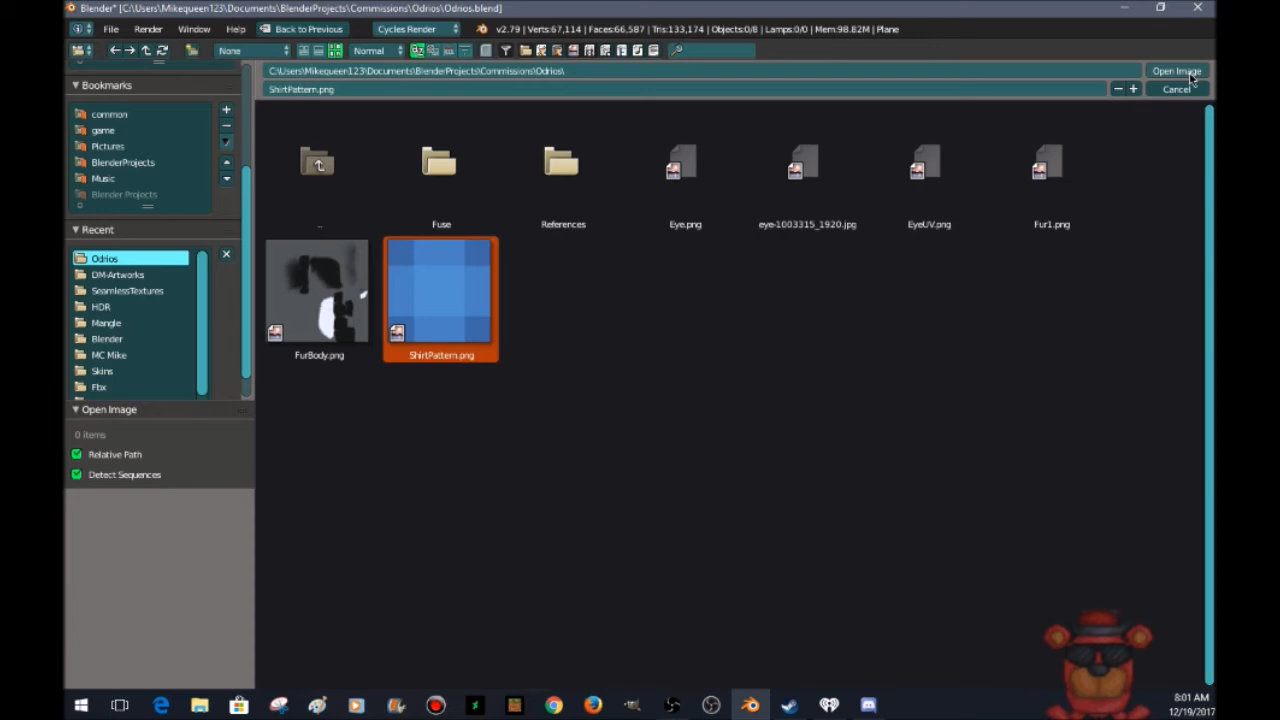 Blender* [C:\Users\Mikequeen123\Documents\BlenderProjects\Commissions\Odrios\Odrios.blend]
File Render Window Help Back to Previous Cycles Render v2.79 | Verts:67,114 | Faces:66,587 | Tris:133,174 | Objects:0/8 | Lamps:0/0 | Mem:98.82M | Plane
None Normal
C:\Users\Mikequeen123\Documents\BlenderProjects\Commissions\Odrios\ Open Image
ShirtPattern.png Cancel
Bookmarks
common
game
Pictures
BlenderProjects
Music
Blender Projects
Recent
Odrios
DM-Artworks
SeamlessTextures
HDR
Mangle
Blender
MC Mike
Skins
Fbx
Open Image
0 items
Relative Path
Detect Sequences
.. Fuse References Eye.png eye-1003315_1920.jpg EyeUV.png Fur1.png
FurBody.png ShirtPattern.png
8:01 AM
12/19/2017